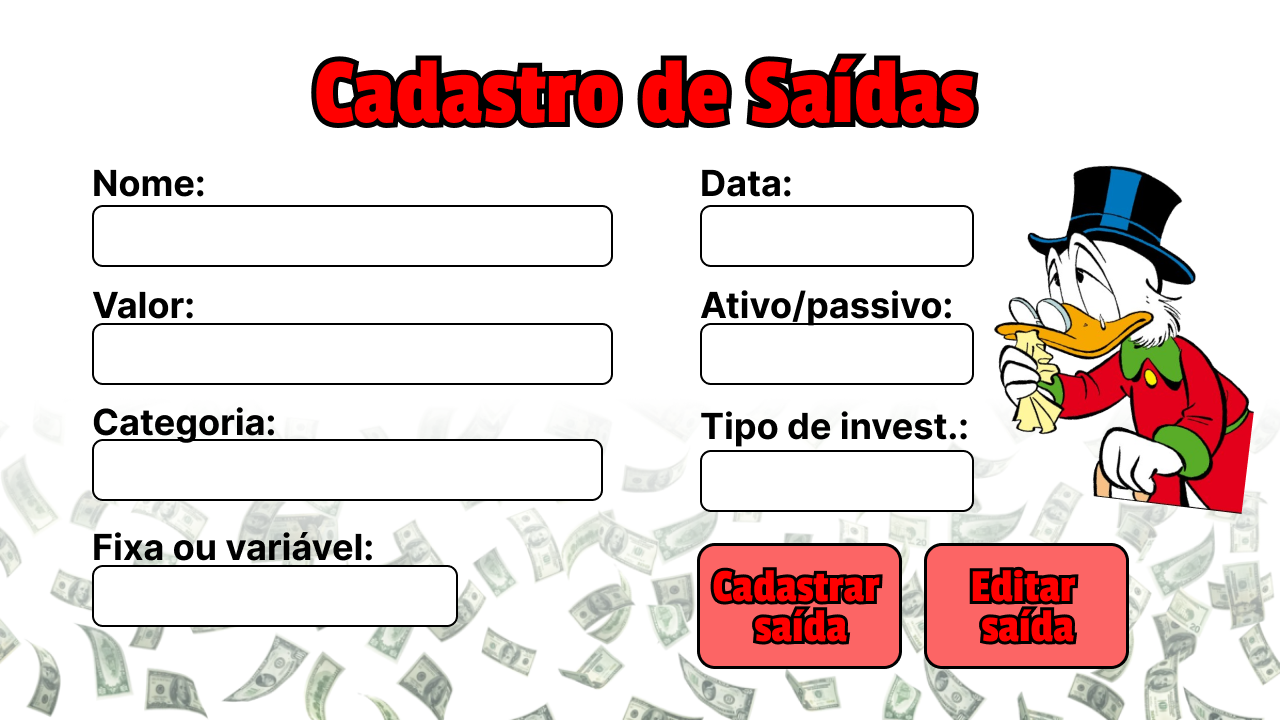 Cadastro de Saídas
Nome:
Data:
Valor:
Ativo/passivo:
Categoria:
Tipo de invest.:
Fixa ou variável:
Cadastrar
saída
Editar
saída